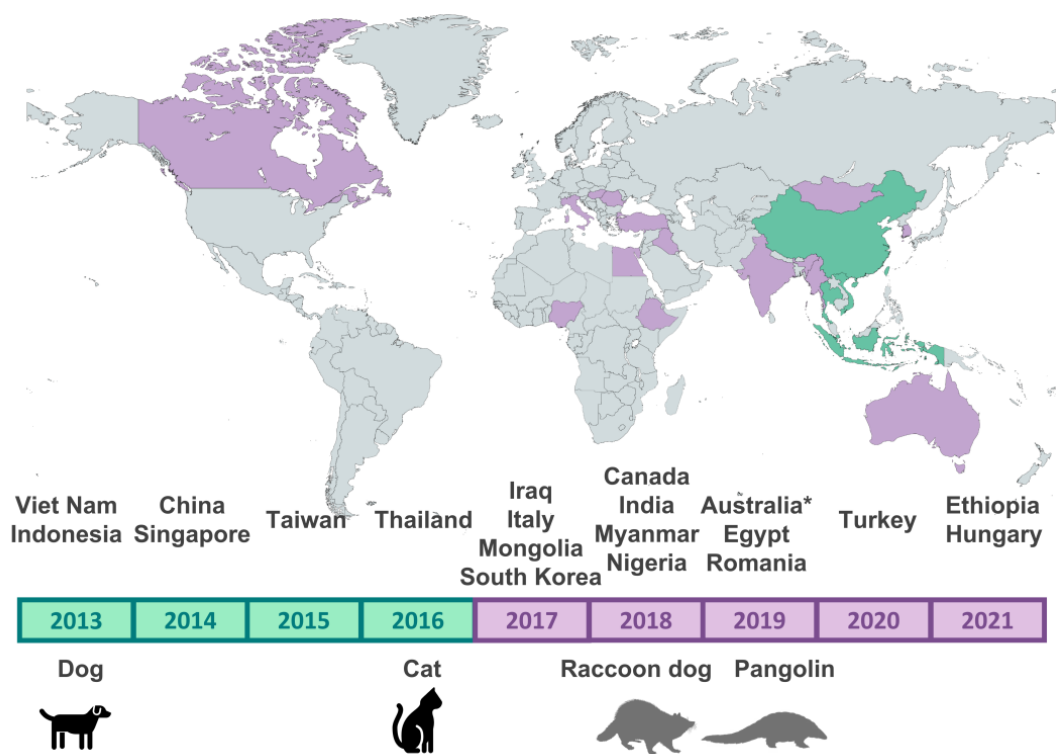 Viet Nam
Indonesia
China
Singapore
Taiwan
Thailand
Iraq
Italy
Mongolia
South Korea
Canada
India
Myanmar
Nigeria
Australia*
Egypt
Romania
Turkey
Ethiopia
Hungary
2013 2014 2015 2016 2017 2018 2019 2020 2021
Dog Cat Raccoon dog Pangolin